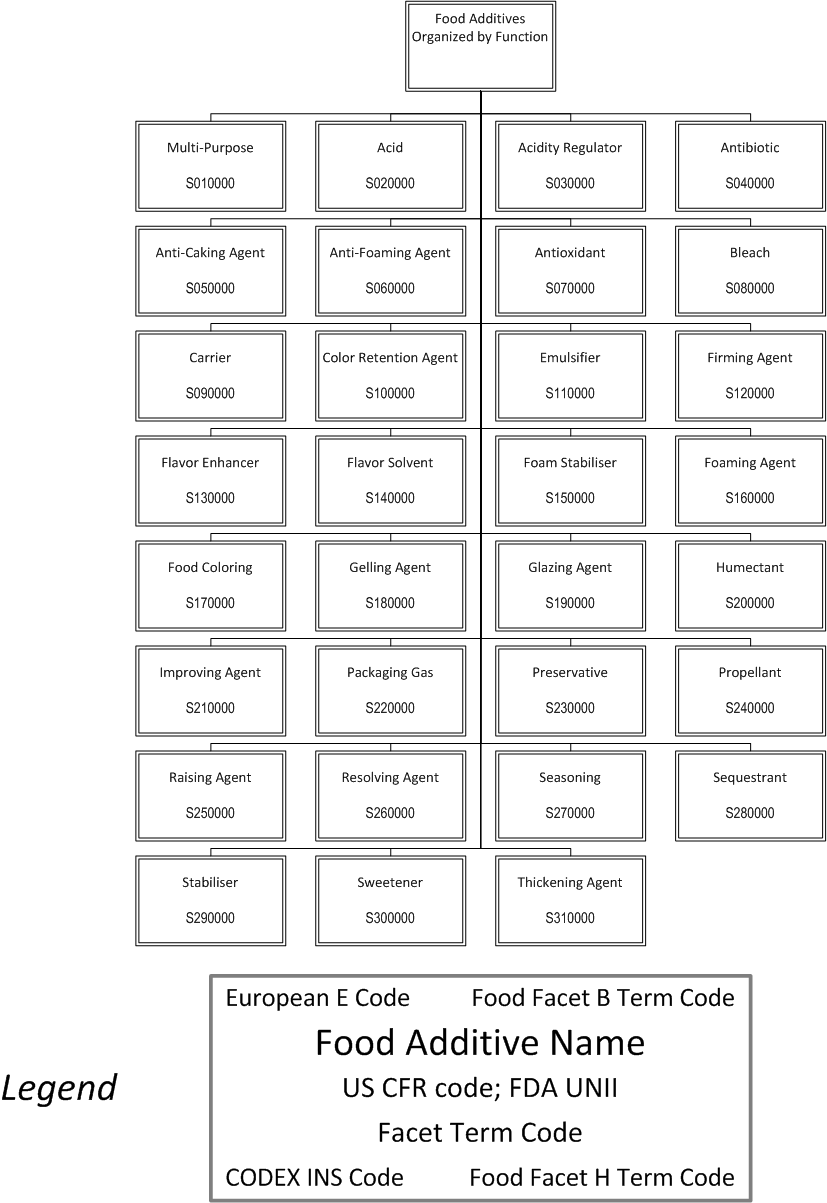 Food Additives
Organized by Function
Multi-Purpose
S010000
Acid
S020000
Acidity Regulator
S030000
Antibiotic
S040000
Anti-Caking Agent
S050000
Anti-Foaming Agent
S060000
Antioxidant
S070000
Bleach
S080000
Carrier
S090000
Color Retention Agent
S100000
Emulsifier
S110000
Firming Agent
S120000
Flavor Enhancer
S130000
Flavor Solvent
S140000
Foam Stabiliser
S150000
Foaming Agent
S160000
Food Coloring
S170000
Gelling Agent
S180000
Glazing Agent
S190000
Humectant
S200000
Improving Agent
S210000
Packaging Gas
S220000
Preservative
S230000
Propellant
S240000
Raising Agent
S250000
Resolving Agent
S260000
Seasoning
S270000
Sequestrant
S280000
Stabiliser
S290000
Sweetener
S300000
Thickening Agent
S310000
Legend
European E Code
Food Facet B Term Code
Food Additive Name
US CFR code; FDA UNII
Facet Term Code
CODEX INS Code
Food Facet H Term Code